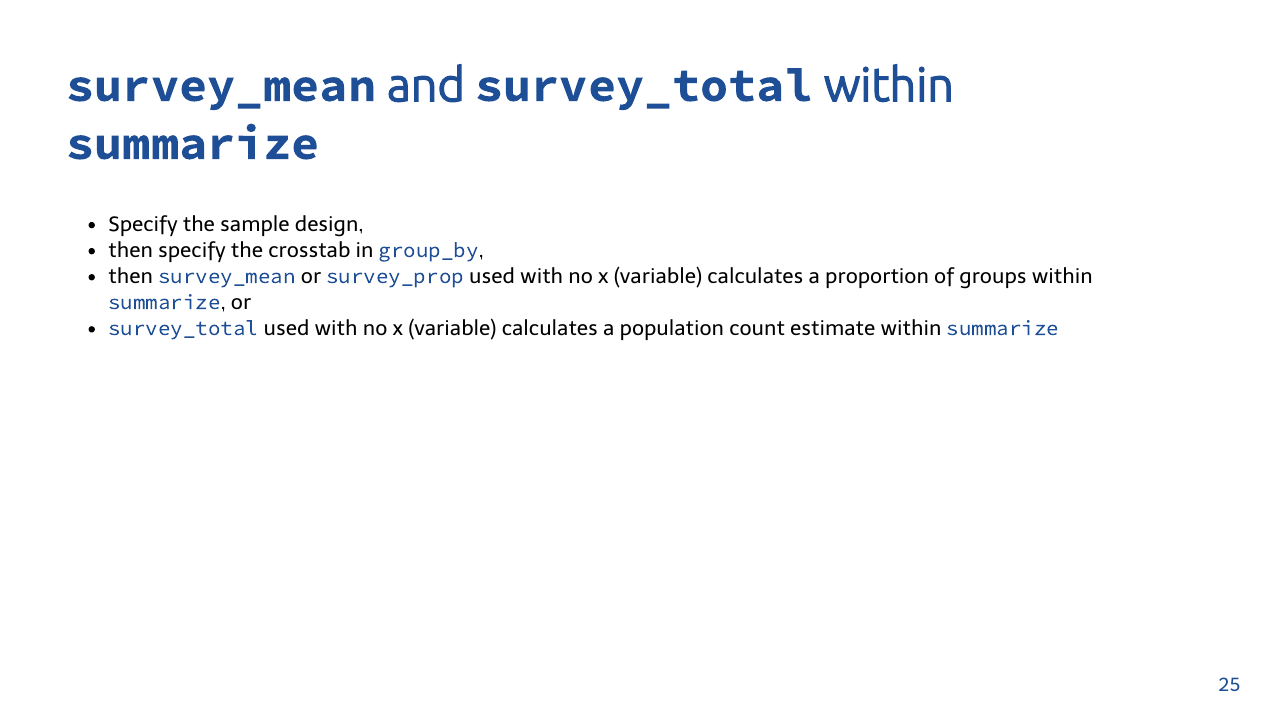 survey_mean and survey_total within
summarize
• Specify the sample design,
• then specify the crosstab in group_by,
• then survey_mean or survey_prop used with no x (variable) calculates a proportion of groups within
summarize, or
• survey_total used with no x (variable) calculates a population count estimate within summarize
25